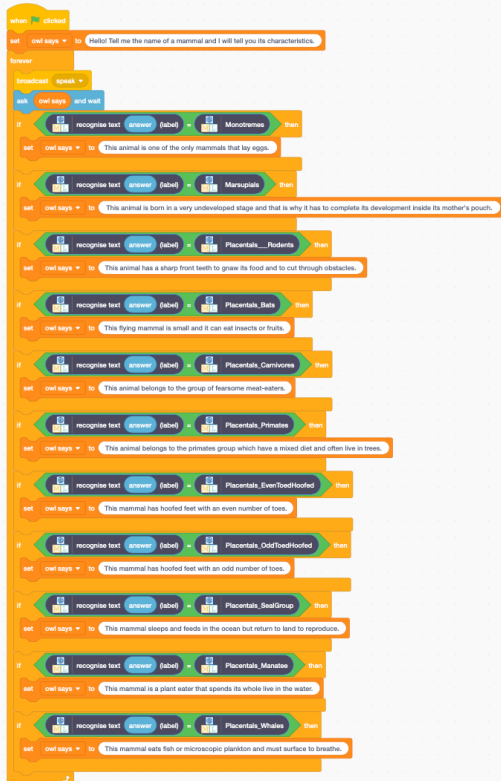 when clicked
set owl says to Hello! Tell me the name of a mammal and I will tell you its characteristics.
forever
broadcast speak
ask owl says and wait
if recognise text answer (label) = Monotremes then
set owl says to This animal is one of the only mammals that lay eggs.
if recognise text answer (label) = Marsupials then
set owl says to This animal is born in a very undeveloped stage and that is why it has to complete its development inside its mother's pouch.
if recognise text answer (label) = Placentals___Rodents then
set owl says to This animal has a sharp front teeth to gnaw its food and to cut through obstacles.
if recognise text answer (label) = Placentals_Bats then
set owl says to This flying mammal is small and it can eat insects or fruits.
if recognise text answer (label) = Placentals_Carnivores then
set owl says to This animal belongs to the group of fearsome meat-eaters.
if recognise text answer (label) = Placentals_Primates then
set owl says to This animal belongs to the primates group which have a mixed diet and often live in trees.
if recognise text answer (label) = Placentals_EvenToedHoofed then
set owl says to This mammal has hoofed feet with an even number of toes.
if recognise text answer (label) = Placentals_OddToedHoofed then
set owl says to This mammal has hoofed feet with an odd number of toes.
if recognise text answer (label) = Placentals_SealGroup then
set owl says to This mammal sleeps and feeds in the ocean but return to land to reproduce.
if recognise text answer (label) = Placentals_Manatee then
set owl says to This mammal is a plant eater that spends its whole live in the water.
if recognise text answer (label) = Placentals_Whales then
set owl says to This mammal eats fish or microscopic plankton and must surface to breathe.